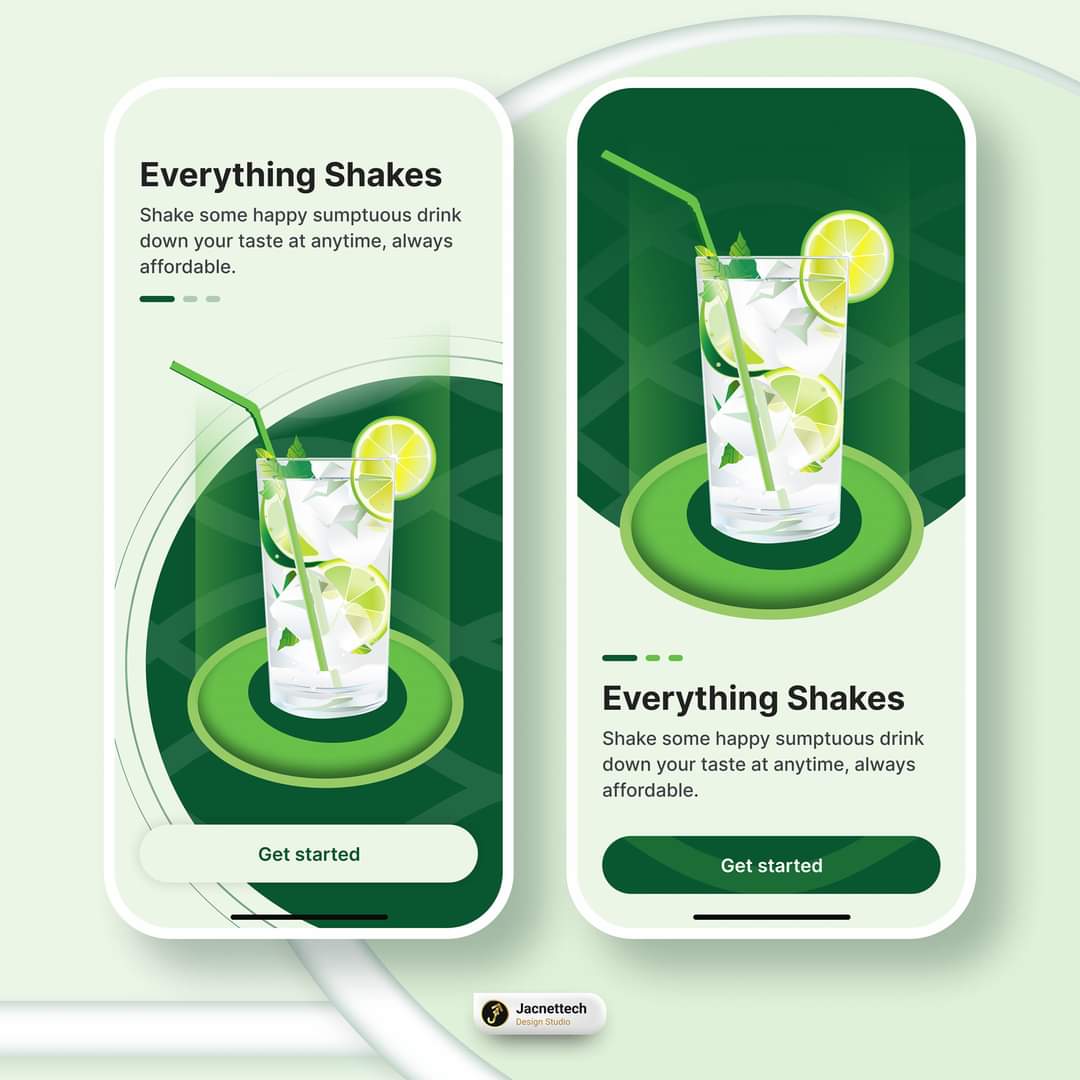 Everything Shakes
Shake some happy sumptuous drink
down your taste at anytime, always
affordable.
Get started
Everything Shakes
Shake some happy sumptuous drink
down your taste at anytime, always
affordable.
Get started
Jacnettech
Design Studio